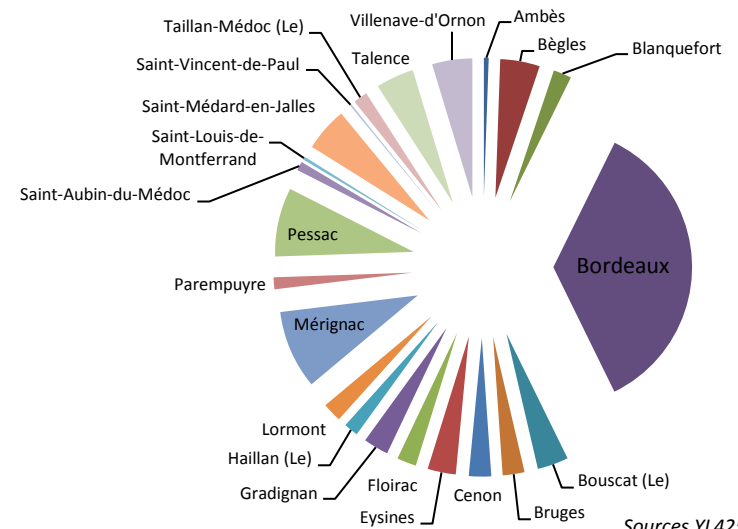 Ambès
Bègles
Blanquefort
Bordeaux
Bouscat (Le)
Bruges
Cenon
Eysines
Floirac
Gradignan
Haillan (Le)
Lormont
Mérignac
Parempuyre
Pessac
Saint-Aubin-du-Médoc
Saint-Louis-de-
Montferrand
Saint-Médard-en-Jalles
Saint-Vincent-de-Paul
Taillan-Médoc (Le)
Talence
Villenave-d'Ornon
Sources